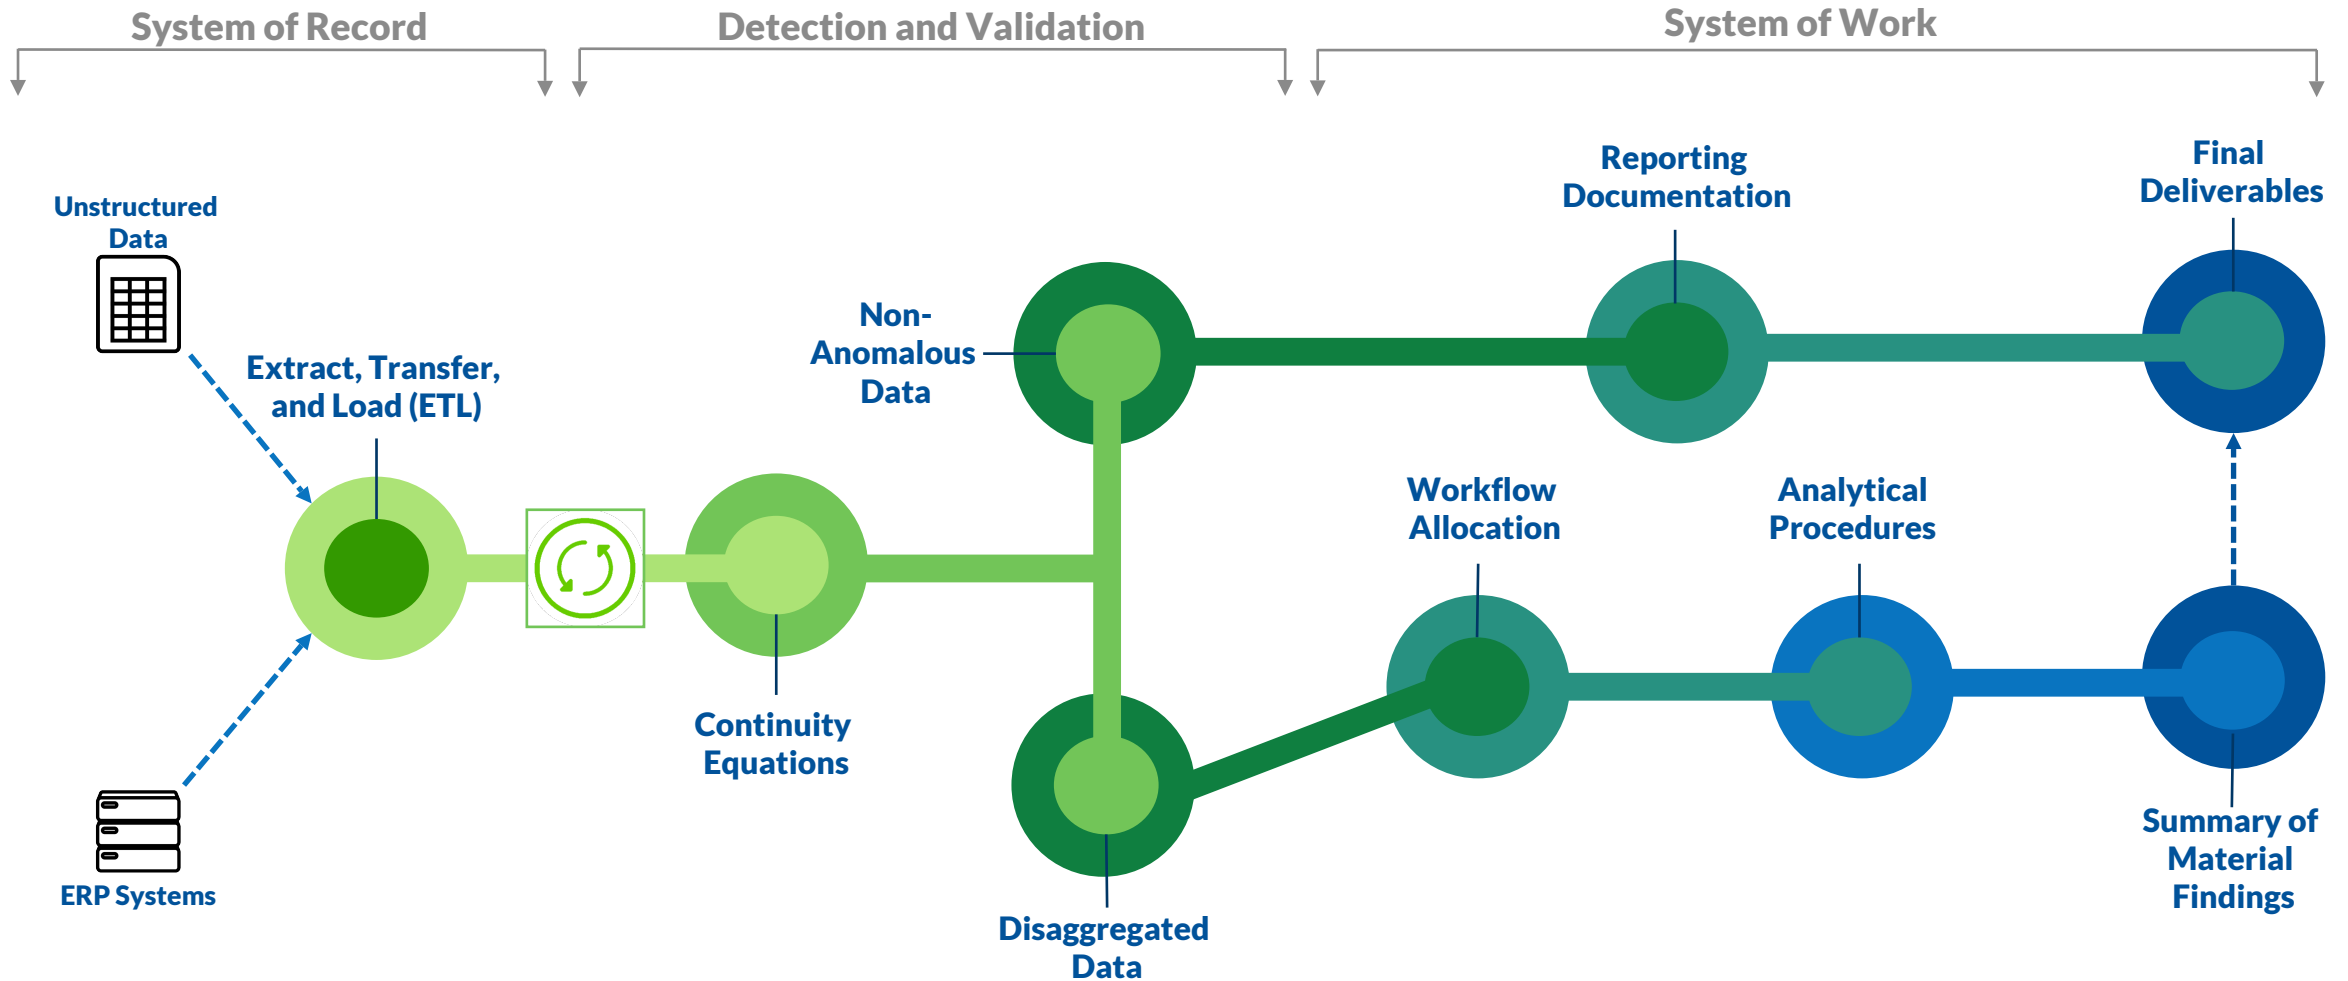 System of Record
Detection and Validation
System of Work
Unstructured
Data
Extract, Transfer,
and Load (ETL)
ERP Systems
Continuity
Equations
Non-
Anomalous
Data
Disaggregated
Data
Reporting
Documentation
Final
Deliverables
Workflow
Allocation
Analytical
Procedures
Summary of
Material
Findings